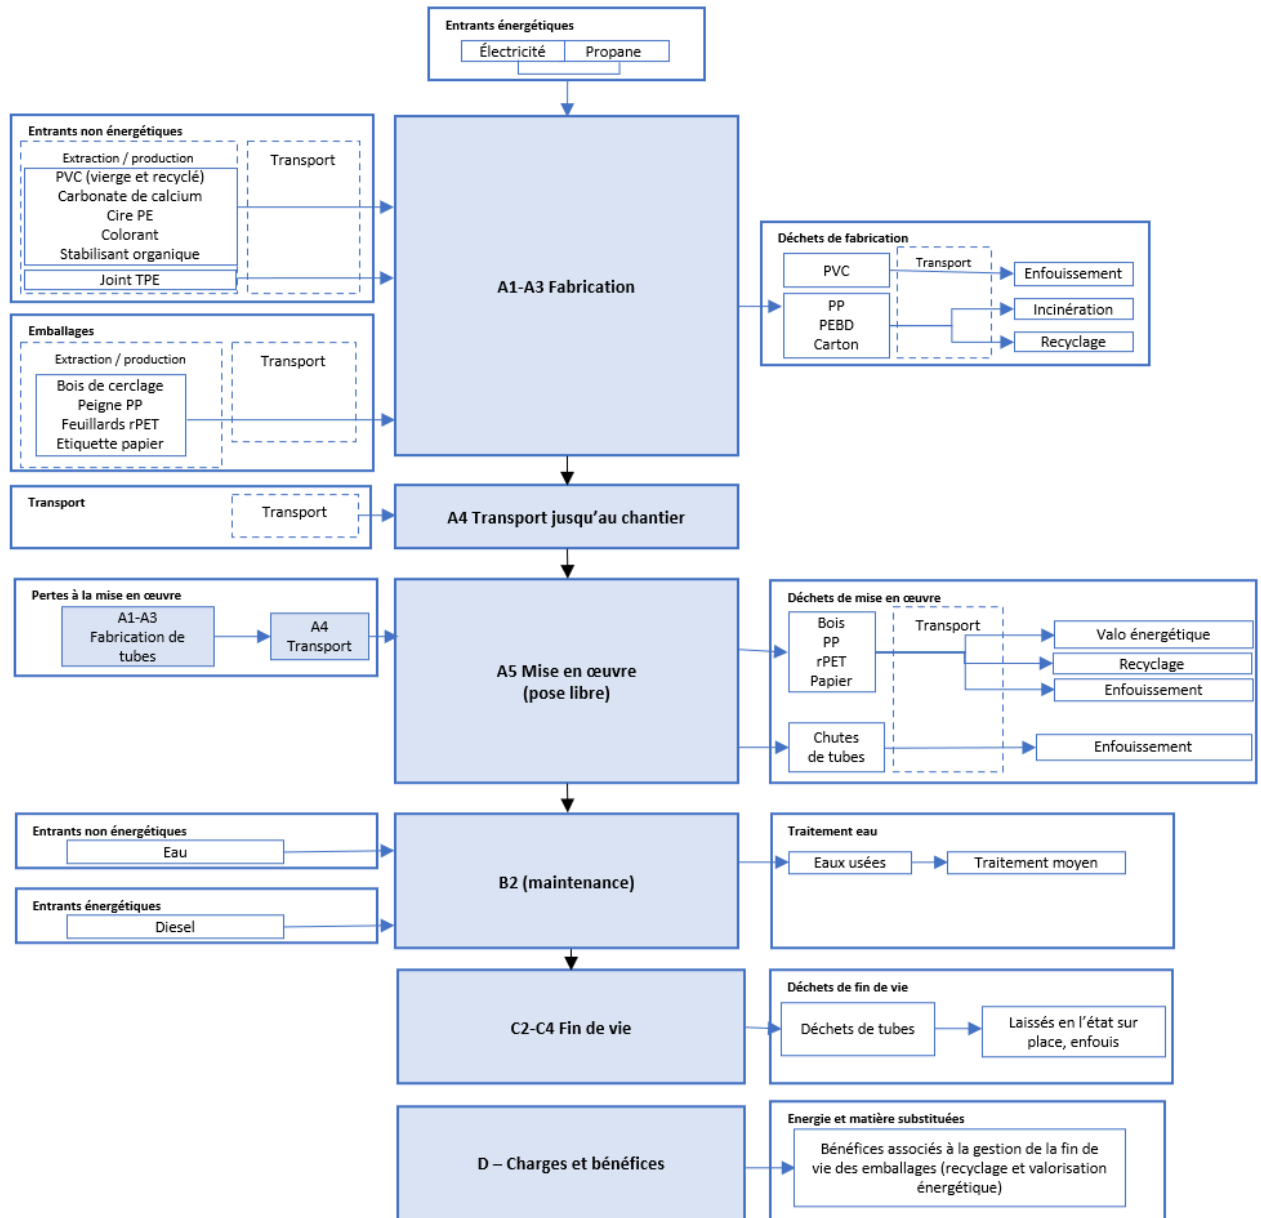 Entrants énergétiques
Électricité
Propane
Entrants non énergétiques
Extraction / production
Transport
PVC (vierge et recyclé)
Carbonate de calcium
Cire PE
Colorant
Stabilisant organique
Joint TPE
A1-A3 Fabrication
Déchets de fabrication
Transport
PVC
Enfouissement
PP
PEBD
Carton
Incinération
Recyclage
Emballages
Extraction / production
Transport
Bois de cerclage
Peigne PP
Feuillards rPET
Etiquette papier
Transport
Transport
A4 Transport jusqu’au chantier
Pertes à la mise en œuvre
A1-A3
Fabrication de
tubes
A4
Transport
A5 Mise en œuvre
(pose libre)
Déchets de mise en œuvre
Bois
PP
rPET
Papier
Transport
Valo énergétique
Recyclage
Enfouissement
Chutes
de tubes
Enfouissement
Entrants non énergétiques
Eau
Entrants énergétiques
Diesel
B2 (maintenance)
Traitement eau
Eaux usées
Traitement moyen
C2-C4 Fin de vie
Déchets de fin de vie
Déchets de tubes
Laissés en l’état sur
place, enfouis
D – Charges et bénéfices
Energie et matière substituées
Bénéfices associés à la gestion de la fin de
vie des emballages (recyclage et valorisation
énergétique)